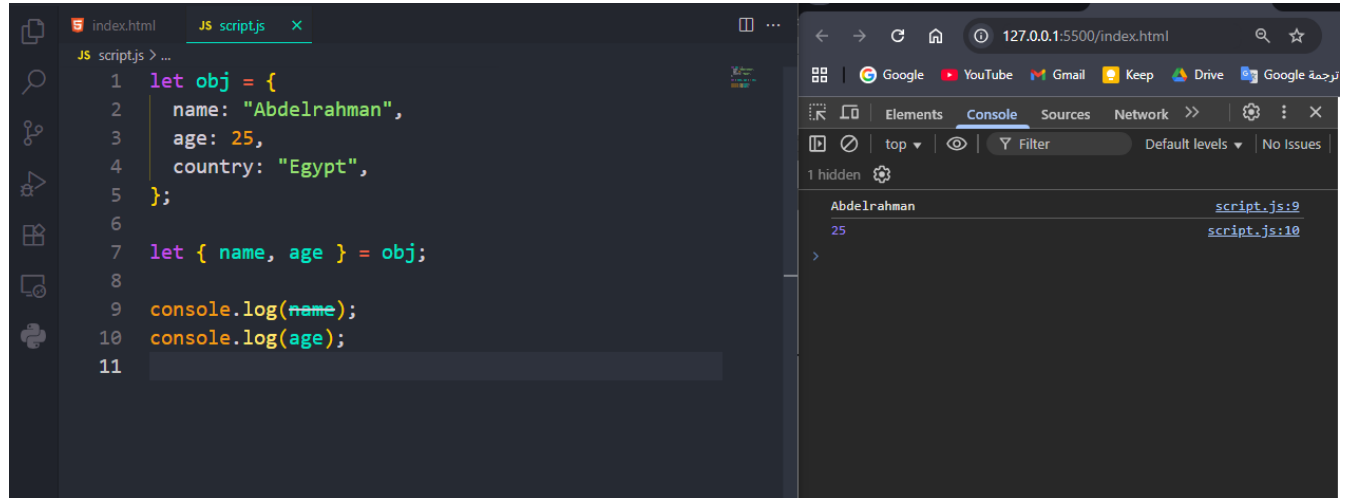 index.html
JS script.js
JS script.js > ...
1 let obj = {
2 name: "Abdelrahman",
3 age: 25,
4 country: "Egypt",
5 };
6
7 let { name, age } = obj;
8
9 console.log(name);
10 console.log(age);
11
127.0.0.1:5500/index.html
Google YouTube Gmail Keep Drive Google ترجمة
Elements Console Sources Network
top Filter Default levels No Issues
1 hidden
Abdelrahman script.js:9
25 script.js:10